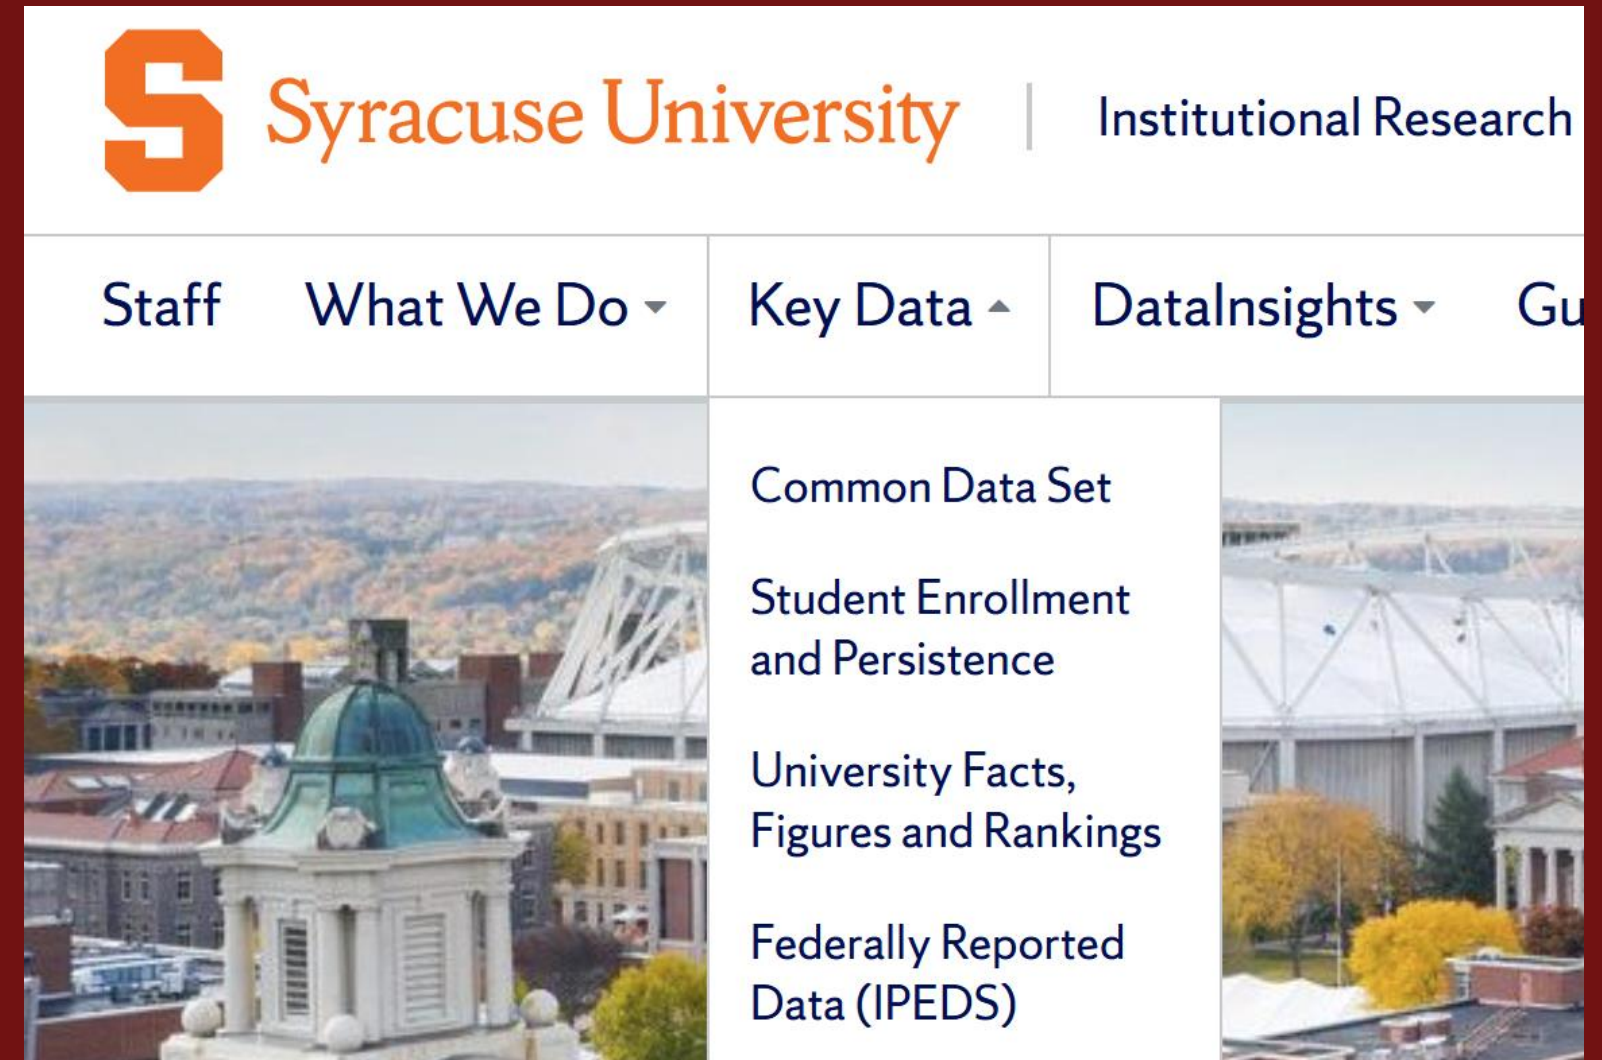 S
Syracuse University
Institutional Research
Staff
What We Do
Key Data
DataInsights
Gu
Common Data Set
Student Enrollment
and Persistence
University Facts,
Figures and Rankings
Federally Reported
Data (IPEDS)